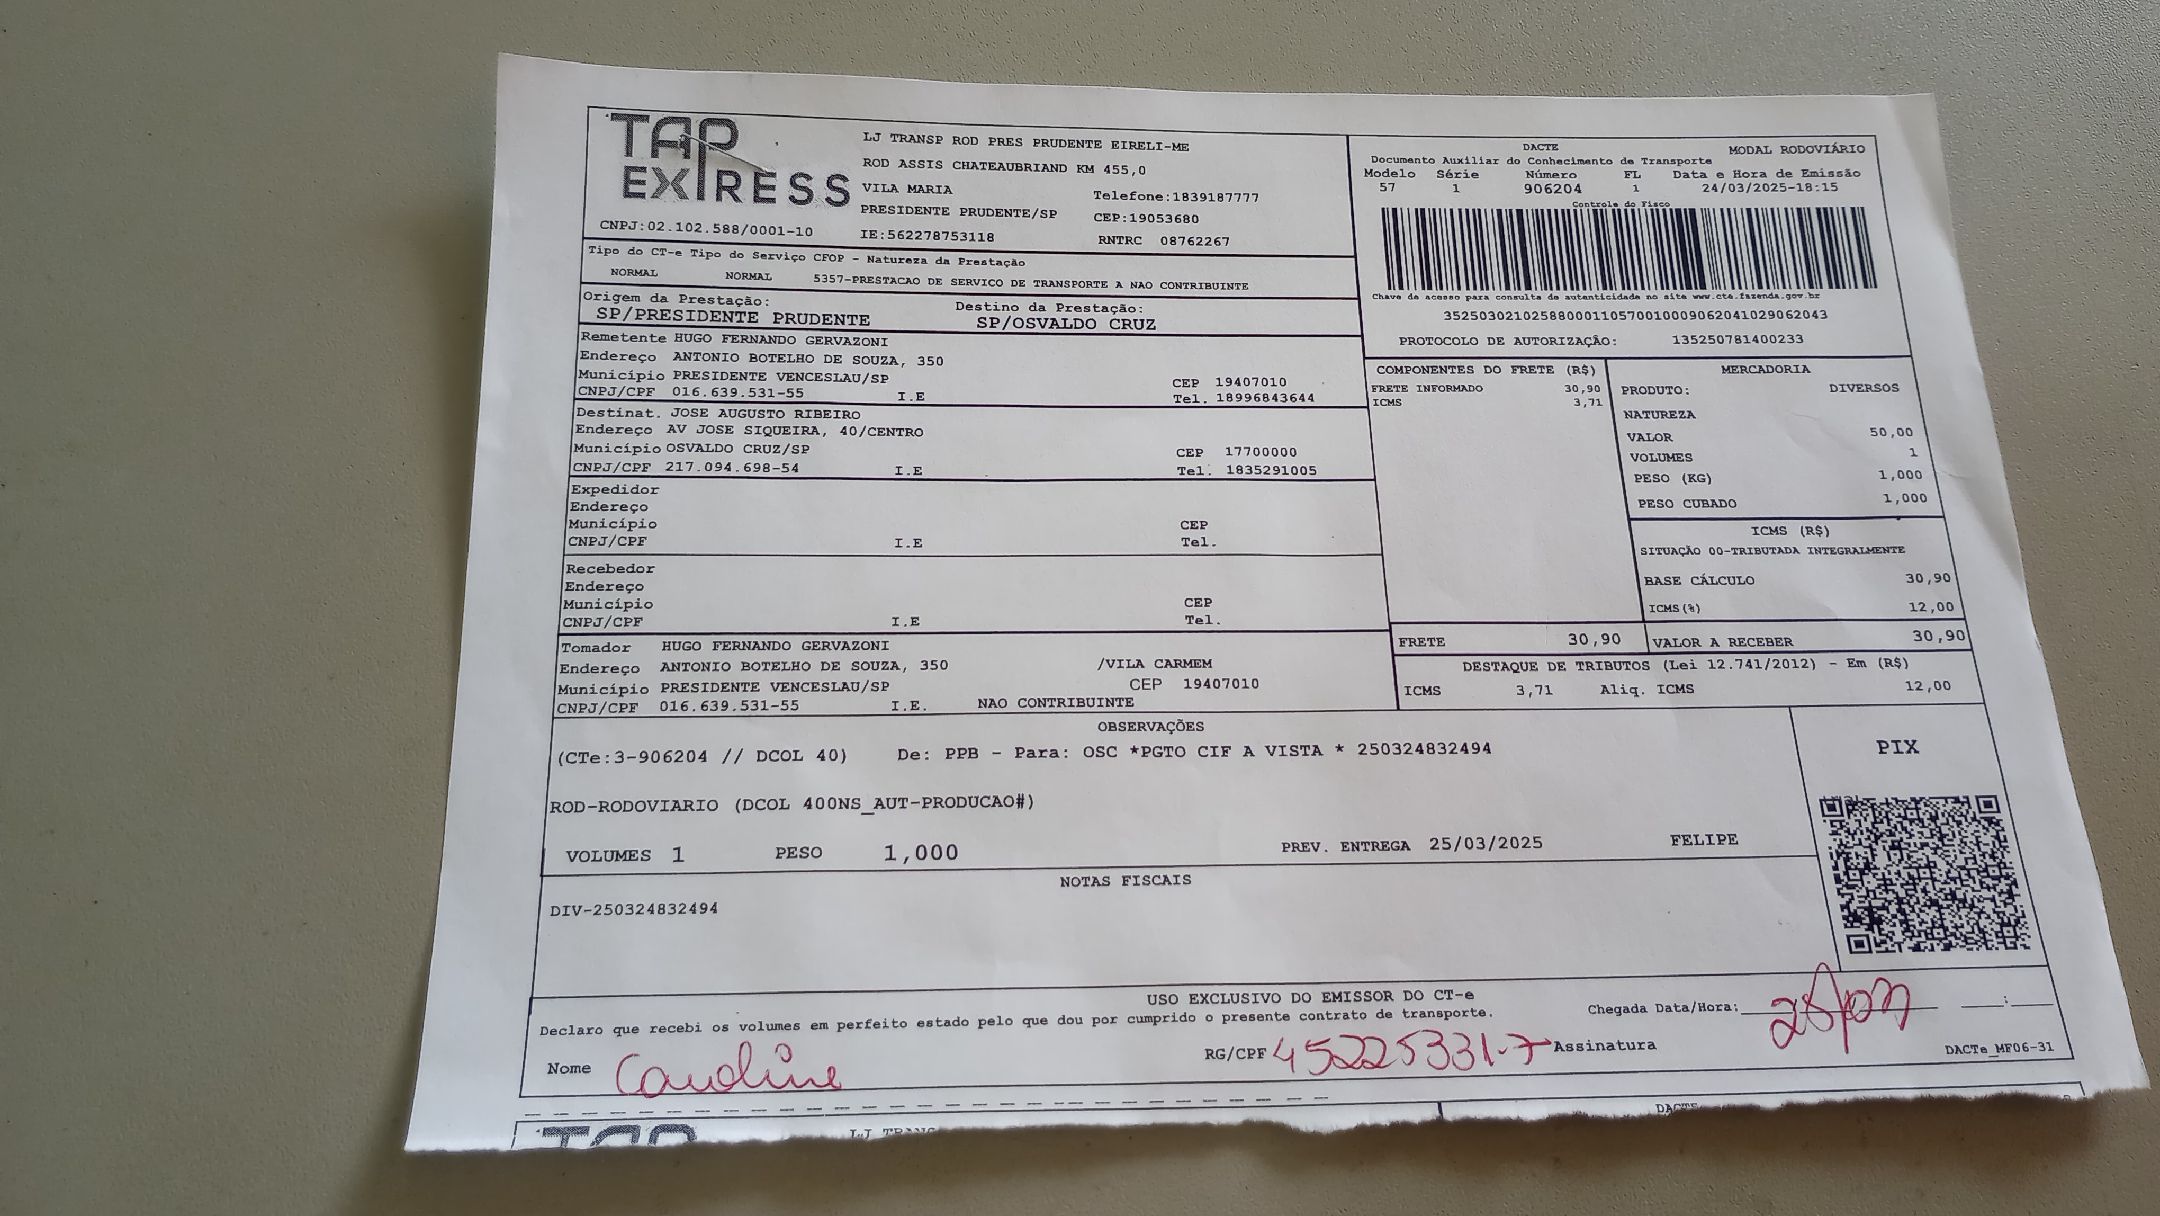 TAP EXPRESS
CNPJ:02.102.588/0001-10
LJ TRANSP ROD PRES PRUDENTE EIRELI-ME
ROD ASSIS CHATEAUBRIAND KM 455,0
VILA MARIA Telefone:1839187777
PRESIDENTE PRUDENTE/SP CEP:19053680
IE:562278753118 RNTRC 08762267
DACTE MODAL RODOVIÁRIO
Documento Auxiliar do Conhecimento de Transporte
Modelo Série Número FL Data e Hora de Emissão
57 1 906204 1 24/03/2025-18:15
Controle do Fisco
Chave de acesso para consulta de autenticidade no site www.cte.fazenda.gov.br
35250302102588000110570010009062041029062043
PROTOCOLO DE AUTORIZAÇÃO: 135250781400233
Tipo do CT-e Tipo do Serviço CFOP - Natureza da Prestação
NORMAL NORMAL 5357-PRESTACAO DE SERVICO DE TRANSPORTE A NAO CONTRIBUINTE
Origem da Prestação: Destino da Prestação:
SP/PRESIDENTE PRUDENTE SP/OSVALDO CRUZ
Remetente HUGO FERNANDO GERVAZONI
Endereço ANTONIO BOTELHO DE SOUZA, 350
Município PRESIDENTE VENCESLAU/SP CEP 19407010
CNPJ/CPF 016.639.531-55 I.E Tel. 18996843644
Destinat. JOSE AUGUSTO RIBEIRO
Endereço AV JOSE SIQUEIRA, 40/CENTRO
Município OSVALDO CRUZ/SP CEP 17700000
CNPJ/CPF 217.094.698-54 I.E Tel. 1835291005
Expedidor
Endereço
Município CEP
CNPJ/CPF I.E Tel.
Recebedor
Endereço
Município CEP
CNPJ/CPF I.E Tel.
Tomador HUGO FERNANDO GERVAZONI
Endereço ANTONIO BOTELHO DE SOUZA, 350 /VILA CARMEM
Município PRESIDENTE VENCESLAU/SP CEP 19407010
CNPJ/CPF 016.639.531-55 I.E. NAO CONTRIBUINTE
COMPONENTES DO FRETE (R$)
FRETE INFORMADO 30,90
ICMS 3,71
MERCADORIA
PRODUTO: DIVERSOS
NATUREZA
VALOR 50,00
VOLUMES 1
PESO (KG) 1,000
PESO CUBADO 1,000
ICMS (R$)
SITUAÇÃO 00-TRIBUTADA INTEGRALMENTE
BASE CÁLCULO 30,90
ICMS(%) 12,00
FRETE 30,90 VALOR A RECEBER 30,90
DESTAQUE DE TRIBUTOS (Lei 12.741/2012) - Em (R$)
ICMS 3,71 Aliq. ICMS 12,00
OBSERVAÇÕES
(CTe:3-906204 // DCOL 40) De: PPB - Para: OSC *PGTO CIF A VISTA * 250324832494
ROD-RODOVIARIO (DCOL 400NS_AUT-PRODUCAO#)
VOLUMES 1 PESO 1,000 PREV. ENTREGA 25/03/2025 FELIPE
PIX
NOTAS FISCAIS
DIV-250324832494
USO EXCLUSIVO DO EMISSOR DO CT-e
Declaro que recebi os volumes em perfeito estado pelo que dou por cumprido o presente contrato de transporte.
Chegada Data/Hora: 25/03 __:__
Nome Caroline RG/CPF 45225331-7 Assinatura
DACTe_MF06-31
DACTE
LJ TRANS